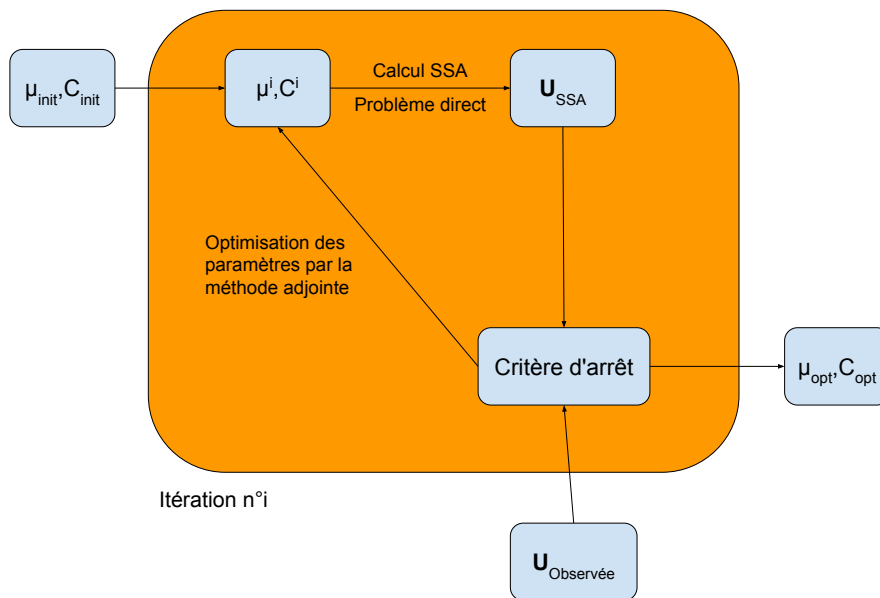 μinit,Cinit
μi,Ci
Calcul SSA
Problème direct
USSA
Optimisation des
paramètres par la
méthode adjointe
Critère d'arrêt
μopt,Copt
Itération n°i
UObservée